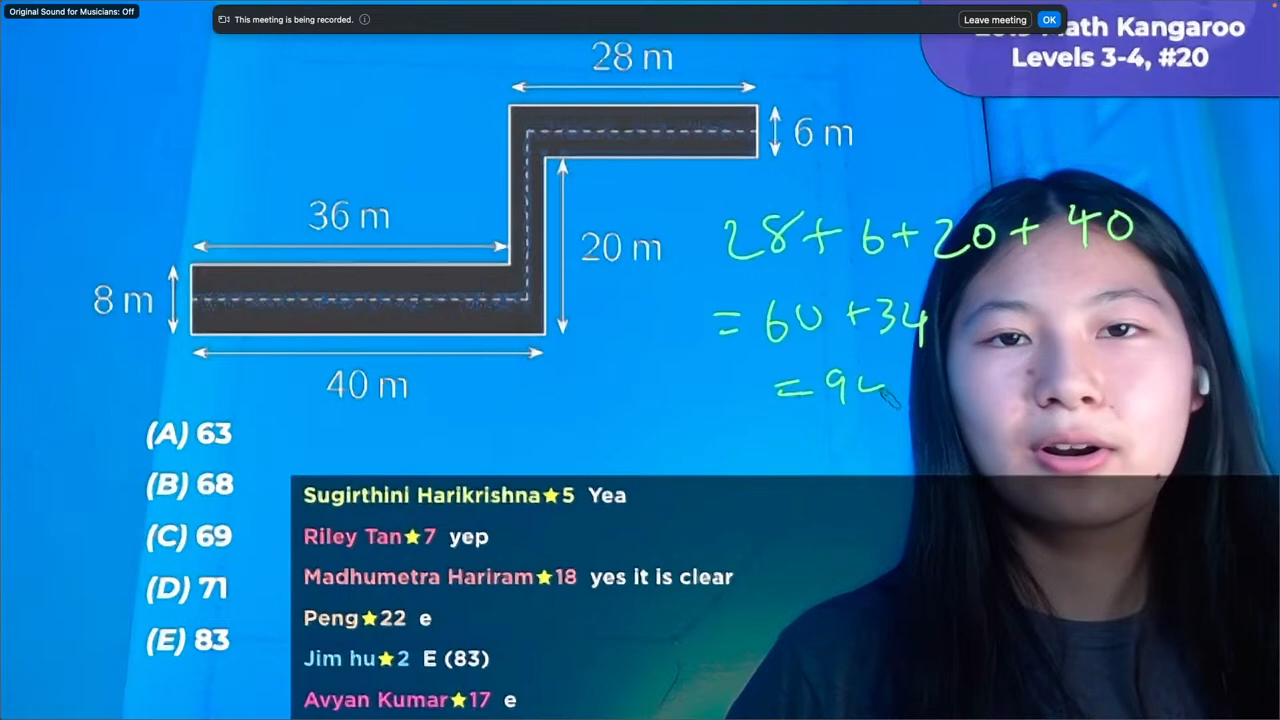 Original Sound for Musicians: Off
This meeting is being recorded.
Leave meeting
OK
Math Kangaroo
Levels 3-4, #20
28 m
6 m
36 m
20 m
8 m
40 m
28 + 6 + 20 + 40
= 60 + 34
= 94
(A) 63
(B) 68
(C) 69
(D) 71
(E) 83
Sugirthini Harikrishna★5 Yea
Riley Tan★7 yep
Madhumetra Hariram★18 yes it is clear
Peng★22 e
Jim hu★2 E (83)
Avyan Kumar★17 e